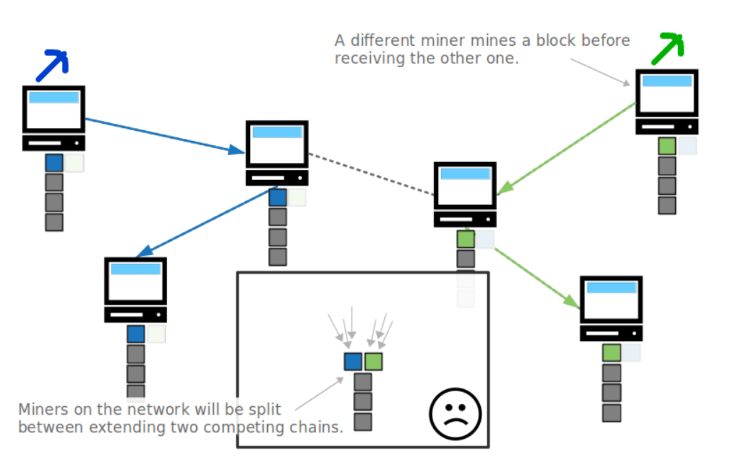 A different miner mines a block before
receiving the other one.
Miners on the network will be split
between extending two competing chains.